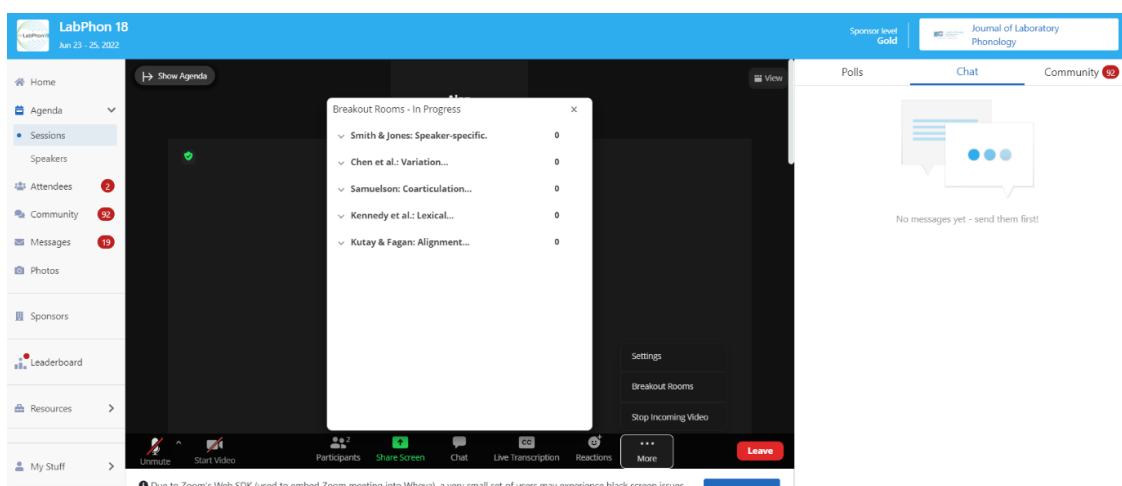 LabPhon 18
Jun 23 - 25, 2022
Sponsor level
Gold
Journal of Laboratory
Phonology
Home
Agenda
Sessions
Speakers
Attendees 2
Community 92
Messages 19
Photos
Sponsors
Leaderboard
Resources
My Stuff
Show Agenda
View
Breakout Rooms - In Progress ×
Smith & Jones: Speaker-specific. 0
Chen et al.: Variation... 0
Samuelson: Coarticulation... 0
Kennedy et al.: Lexical... 0
Kutay & Fagan: Alignment... 0
Settings
Breakout Rooms
Stop Incoming Video
Unmute
Start Video
2
Participants
Share Screen
Chat
CC
Live Transcription
Reactions
More
Leave
Due to Zoom's Web SDK (used to embed Zoom meeting into Whova), a very small set of users may experience black screen issues
Polls
Chat
Community 92
No messages yet - send them first!